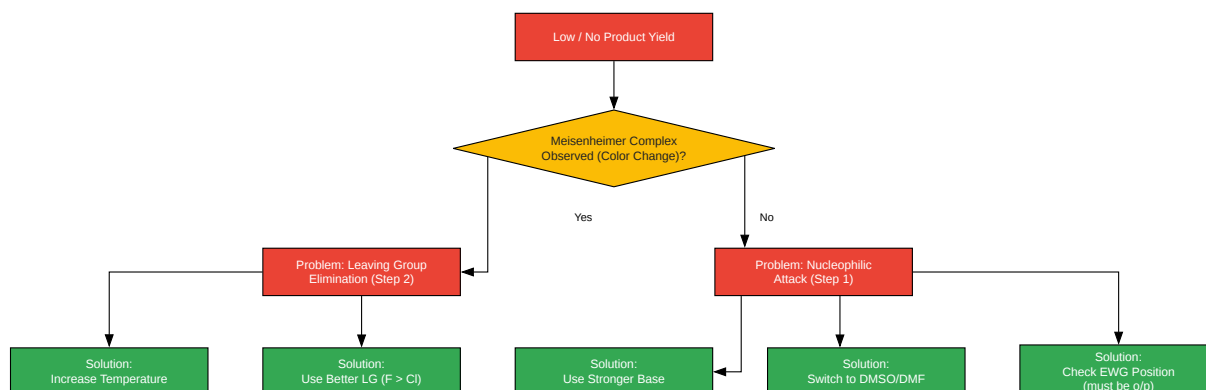 Low / No Product Yield
Meisenheimer Complex
Observed (Color Change)?
Yes
No
Problem: Leaving Group
Elimination (Step 2)
Problem: Nucleophilic
Attack (Step 1)
Solution:
Increase Temperature
Solution:
Use Better LG (F > Cl)
Solution:
Use Stronger Base
Solution:
Switch to DMSO/DMF
Solution:
Check EWG Position
(must be o/p)